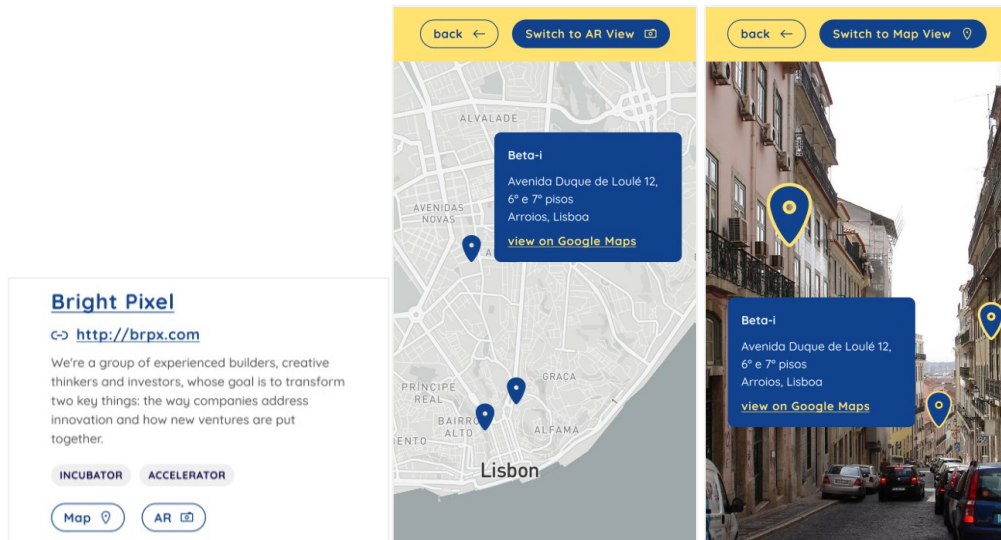 Bright Pixel
http://brpx.com
We're a group of experienced builders, creative
thinkers and investors, whose goal is to transform
two key things: the way companies address
innovation and how new ventures are put
together.
INCUBATOR ACCELERATOR
Map
AR
back
Switch to AR View
ALVALADE
Beta-i
Avenida Duque de Loulé 12,
6º e 7º pisos
Arroios, Lisboa
view on Google Maps
AVENIDAS
NOVAS
PRINCIPE
REAL
GRAÇA
BAIRRO
ALTO
ALFAMA
Lisbon
back
Switch to Map View
Beta-i
Avenida Duque de Loulé 12,
6º e 7º pisos
Arroios, Lisboa
view on Google Maps